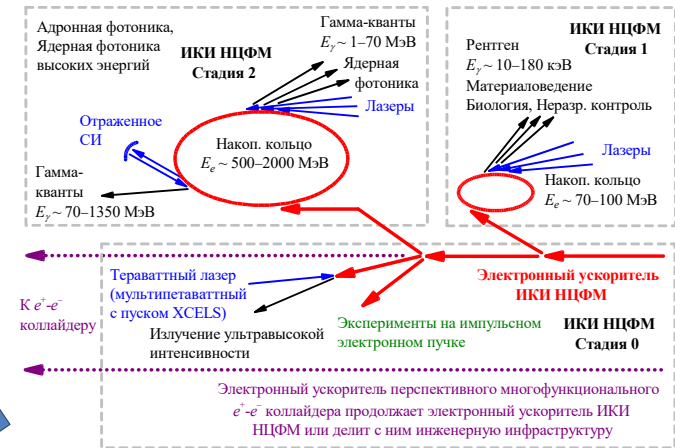 Адронная фотоника,
Ядерная фотоника
высоких энергий
ИКИ НЦФМ
Стадия 2
Гамма-кванты
Eγ ~ 1–70 МэВ
Ядерная
фотоника
Лазеры
Отраженное
СИ
Накоп. кольцо
Ee ~ 500–2000 МэВ
Гамма-
кванты
Eγ ~ 70–1350 МэВ
ИКИ НЦФМ
Стадия 1
Рентген
Eγ ~ 10–180 кэВ
Материаловедение
Биология, Неразр. контроль
Лазеры
Накоп. кольцо
Ee ~ 70–100 МэВ
К e⁺-e⁻
коллайдеру
Тераваттный лазер
(мультипетаваттный
с пуском XCELS)
Излучение ультравысокой
интенсивности
Эксперименты на импульсном
электронном пучке
Электронный ускоритель
ИКИ НЦФМ
ИКИ НЦФМ
Стадия 0
Электронный ускоритель перспективного многофункционального
e⁺-e⁻ коллайдера продолжает электронный ускоритель ИКИ
НЦФМ или делит с ним инженерную инфраструктуру